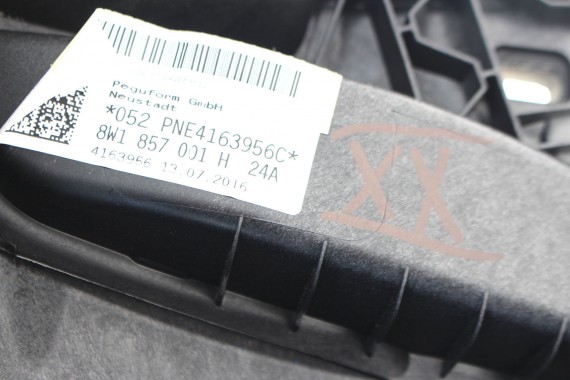 Peguform GmbH
Neustadt
*052 PNE4163956C*
8W1 857 001 H 24A
4163956 13.07.2016
XX